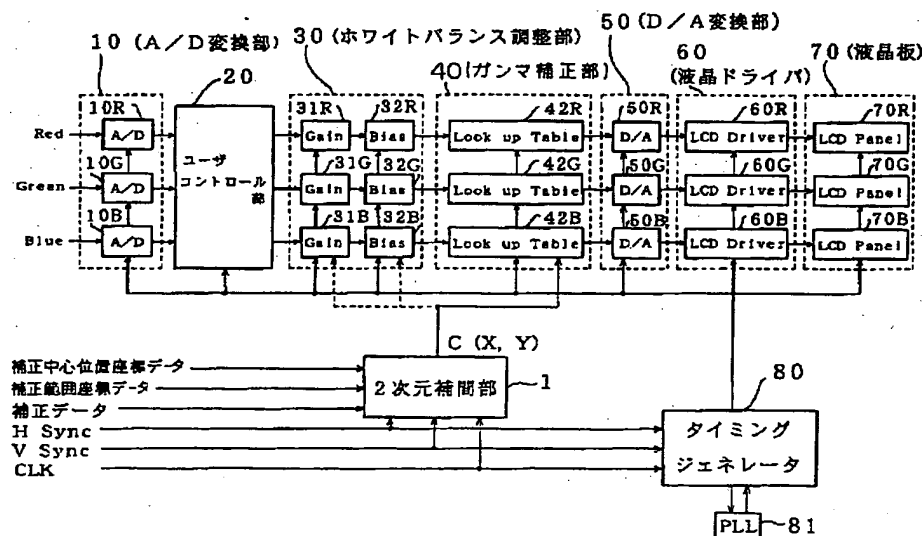 10 (A/D変換部)
20
30 (ホワイトバランス調整部)
40 (ガンマ補正部)
50 (D/A変換部)
60 (液晶ドライバ)
70 (液晶板)
10R 31R 32R 42R 50R 60R 70R
Red A/D Gain Bias Look up Table D/A LCD Driver LCD Panel
ユーザ
コントロール
部
10G 31G 32G 42G 50G 60G 70G
Green A/D Gain Bias Look up Table D/A LCD Driver LCD Panel
10B 31B 32B 42B 50B 60B 70B
Blue A/D Gain Bias Look up Table D/A LCD Driver LCD Panel
C (X, Y)
補正中心位置座標データ
補正範囲座標データ
補正データ
H Sync
V Sync
CLK
2次元補間部
1
80
タイミング
ジェネレータ
PLL
81